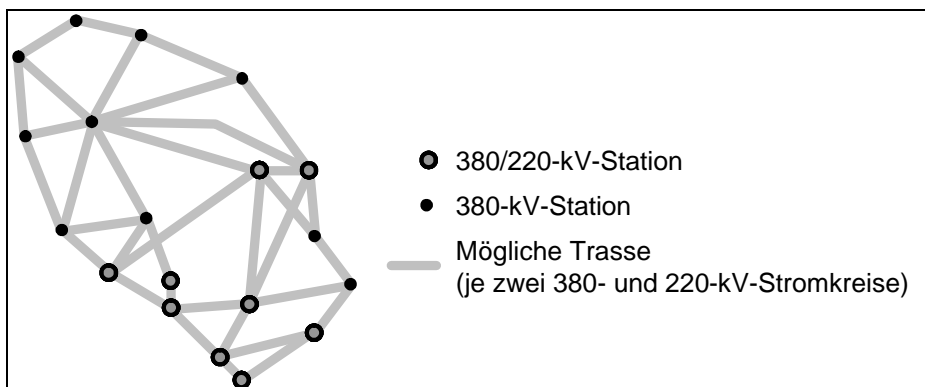 380/220-kV-Station
380-kV-Station
Mögliche Trasse
(je zwei 380- und 220-kV-Stromkreise)